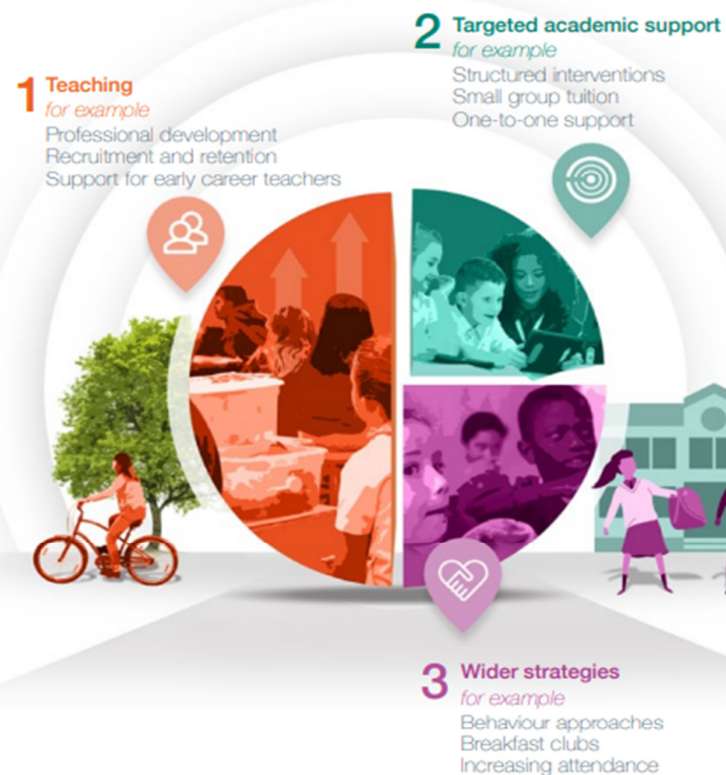 1 Teaching
for example
Professional development
Recruitment and retention
Support for early career teachers
2 Targeted academic support
for example
Structured interventions
Small group tuition
One-to-one support
3 Wider strategies
for example
Behaviour approaches
Breakfast clubs
Increasing attendance